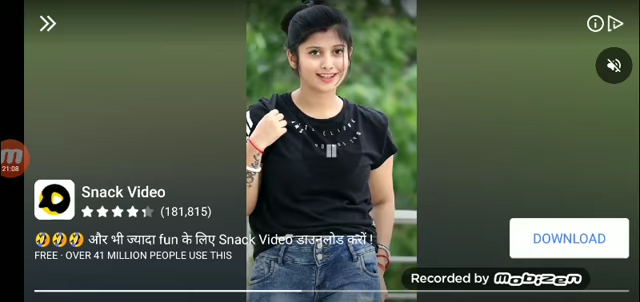 Snack Video
(181,815)
🤣🤣🤣 और भी ज्यादा fun के लिए Snack Video डाउनलोड करों !
FREE · OVER 41 MILLION PEOPLE USE THIS
DOWNLOAD
Recorded by mobizen
21:08